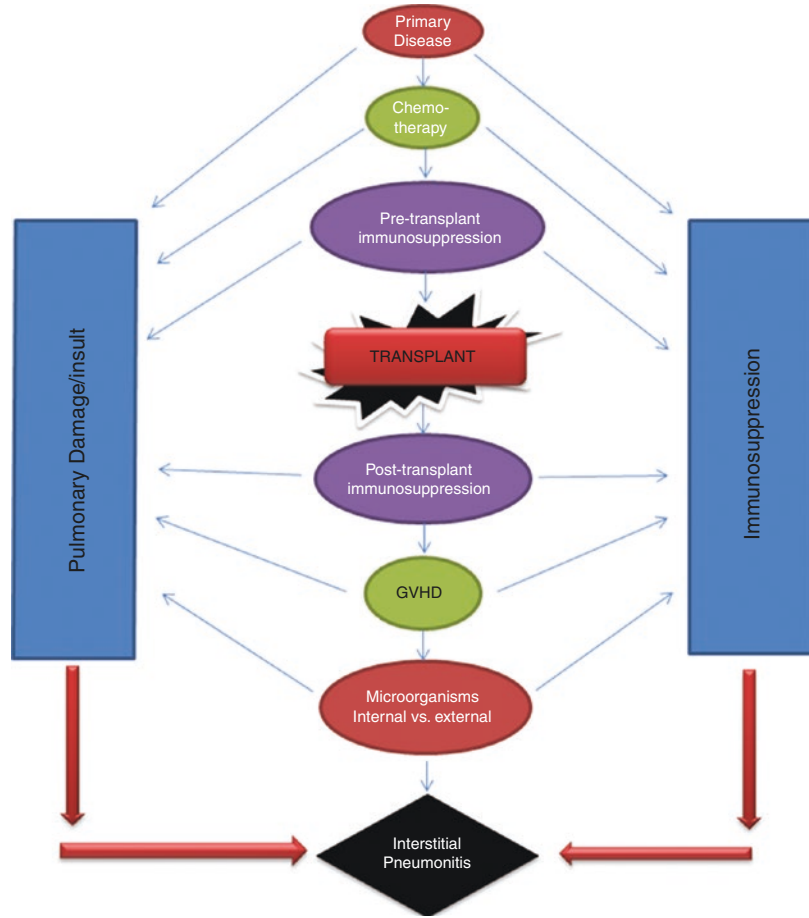 Primary
Disease
Chemo-
therapy
Pre-transplant
immunosuppression
TRANSPLANT
Post-transplant
immunosuppression
GVHD
Microorganisms
Internal vs. external
Interstitial
Pneumonitis
Pulmonary Damage/insult
Immunosuppression